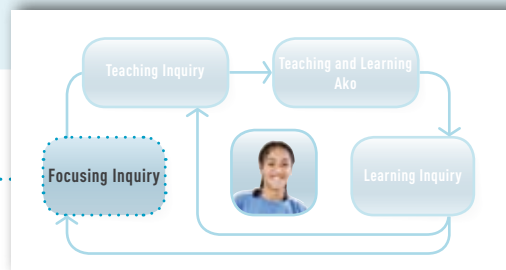 Teaching Inquiry
Teaching and Learning
Ako
Focusing Inquiry
Learning Inquiry